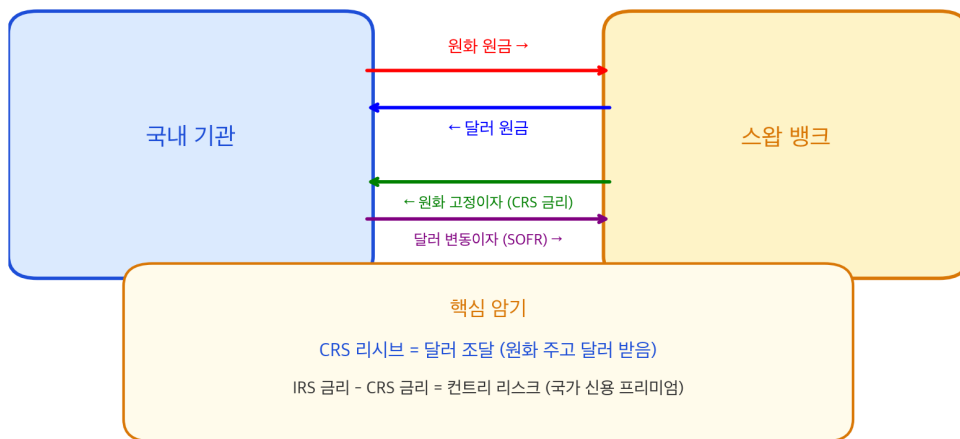 원화 원금 →
국내 기관
← 달러 원금
스왑 뱅크
← 원화 고정이자 (CRS 금리)
달러 변동이자 (SOFR) →
핵심 암기
CRS 리시브 = 달러 조달 (원화 주고 달러 받음)
IRS 금리 – CRS 금리 = 컨트리 리스크 (국가 신용 프리미엄)